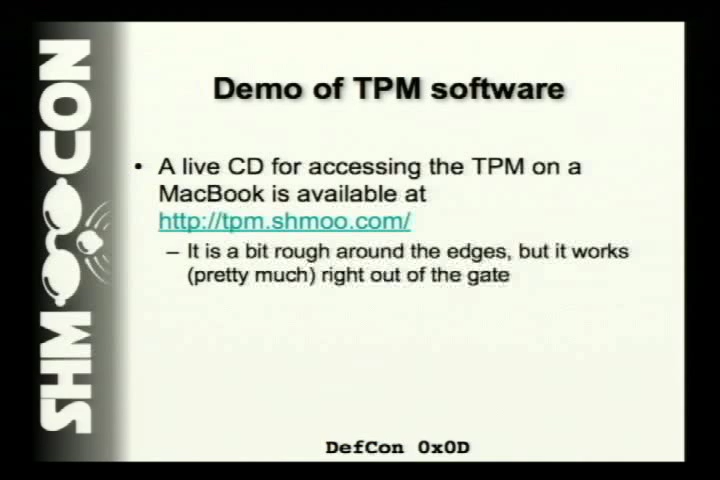 SHMOOCON
Demo of TPM software
• A live CD for accessing the TPM on a
MacBook is available at
http://tpm.shmoo.com/
– It is a bit rough around the edges, but it works
(pretty much) right out of the gate
DefCon 0x0D